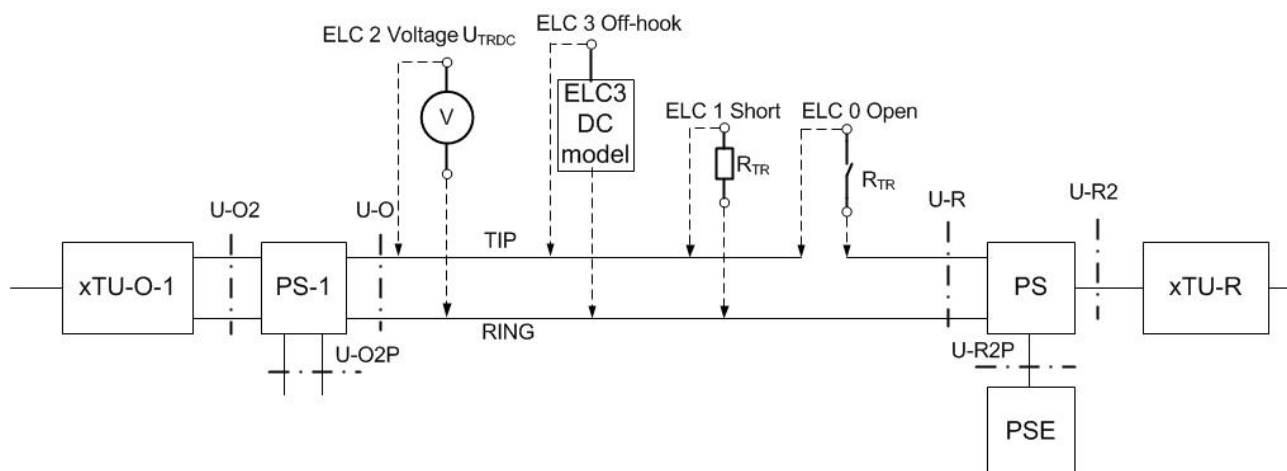 ELC 2 Voltage UTRDC
ELC 3 Off-hook
V
ELC3
DC
model
ELC 1 Short
RTR
ELC 0 Open
RTR
U-O2
U-O
U-R
U-R2
TIP
xTU-O-1
PS-1
PS
xTU-R
RING
U-O2P
U-R2P
PSE